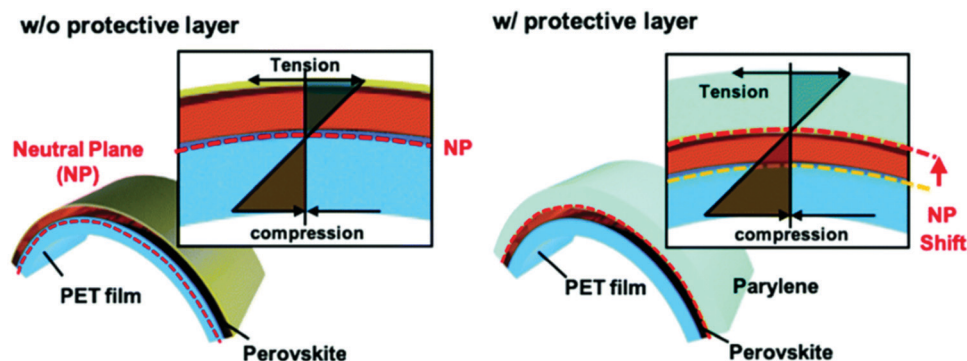 w/o protective layer
Tension
Neutral Plane
(NP)
NP
compression
PET film
Perovskite
w/ protective layer
Tension
NP
Shift
compression
PET film
Parylene
Perovskite